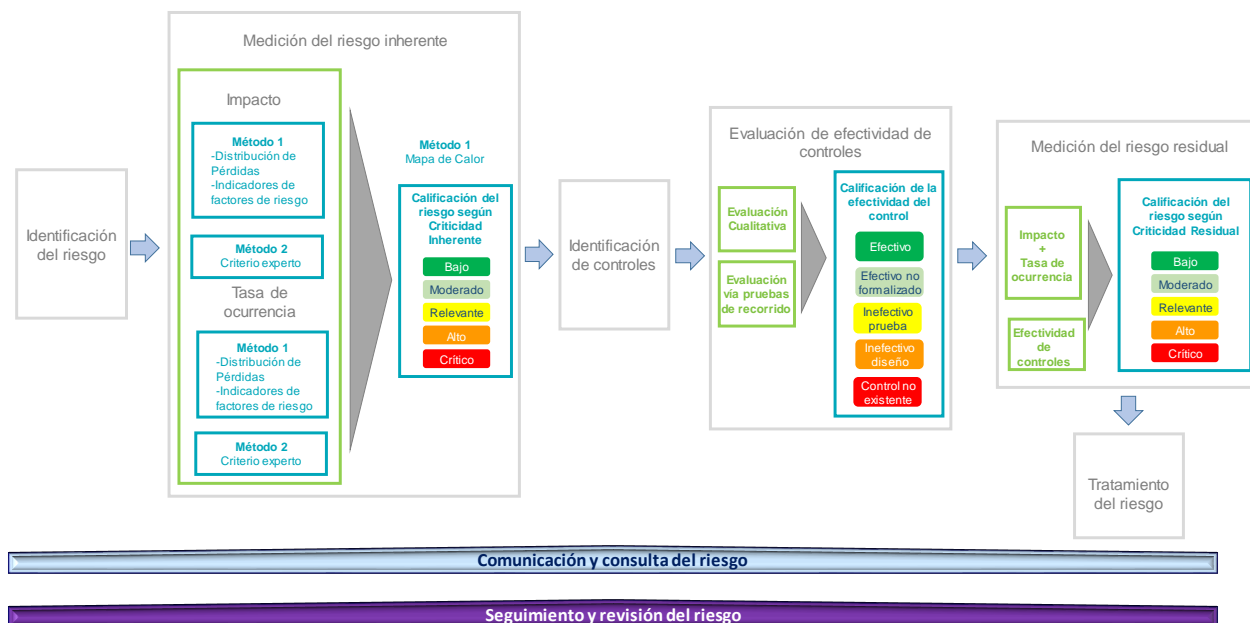 Identificación
del riesgo
Medición del riesgo inherente
Impacto
Método 1
-Distribución de
Pérdidas
-Indicadores de
factores de riesgo
Método 2
Criterio experto
Tasa de
ocurrencia
Método 1
-Distribución de
Pérdidas
-Indicadores de
factores de riesgo
Método 2
Criterio experto
Método 1
Mapa de Calor
Calificación del
riesgo según
Criticidad
Inherente
Bajo
Moderado
Relevante
Alto
Crítico
Identificación
de controles
Evaluación de efectividad de
controles
Evaluación
Cualitativa
Evaluación
vía pruebas
de recorrido
Calificación de la
efectividad del
control
Efectivo
Efectivo no
formalizado
Inefectivo
prueba
Inefectivo
diseño
Control no
existente
Medición del riesgo residual
Impacto
+
Tasa de
ocurrencia
Efectividad
de
controles
Calificación del
riesgo según
Criticidad Residual
Bajo
Moderado
Relevante
Alto
Crítico
Tratamiento
del riesgo
Comunicación y consulta del riesgo
Seguimiento y revisión del riesgo